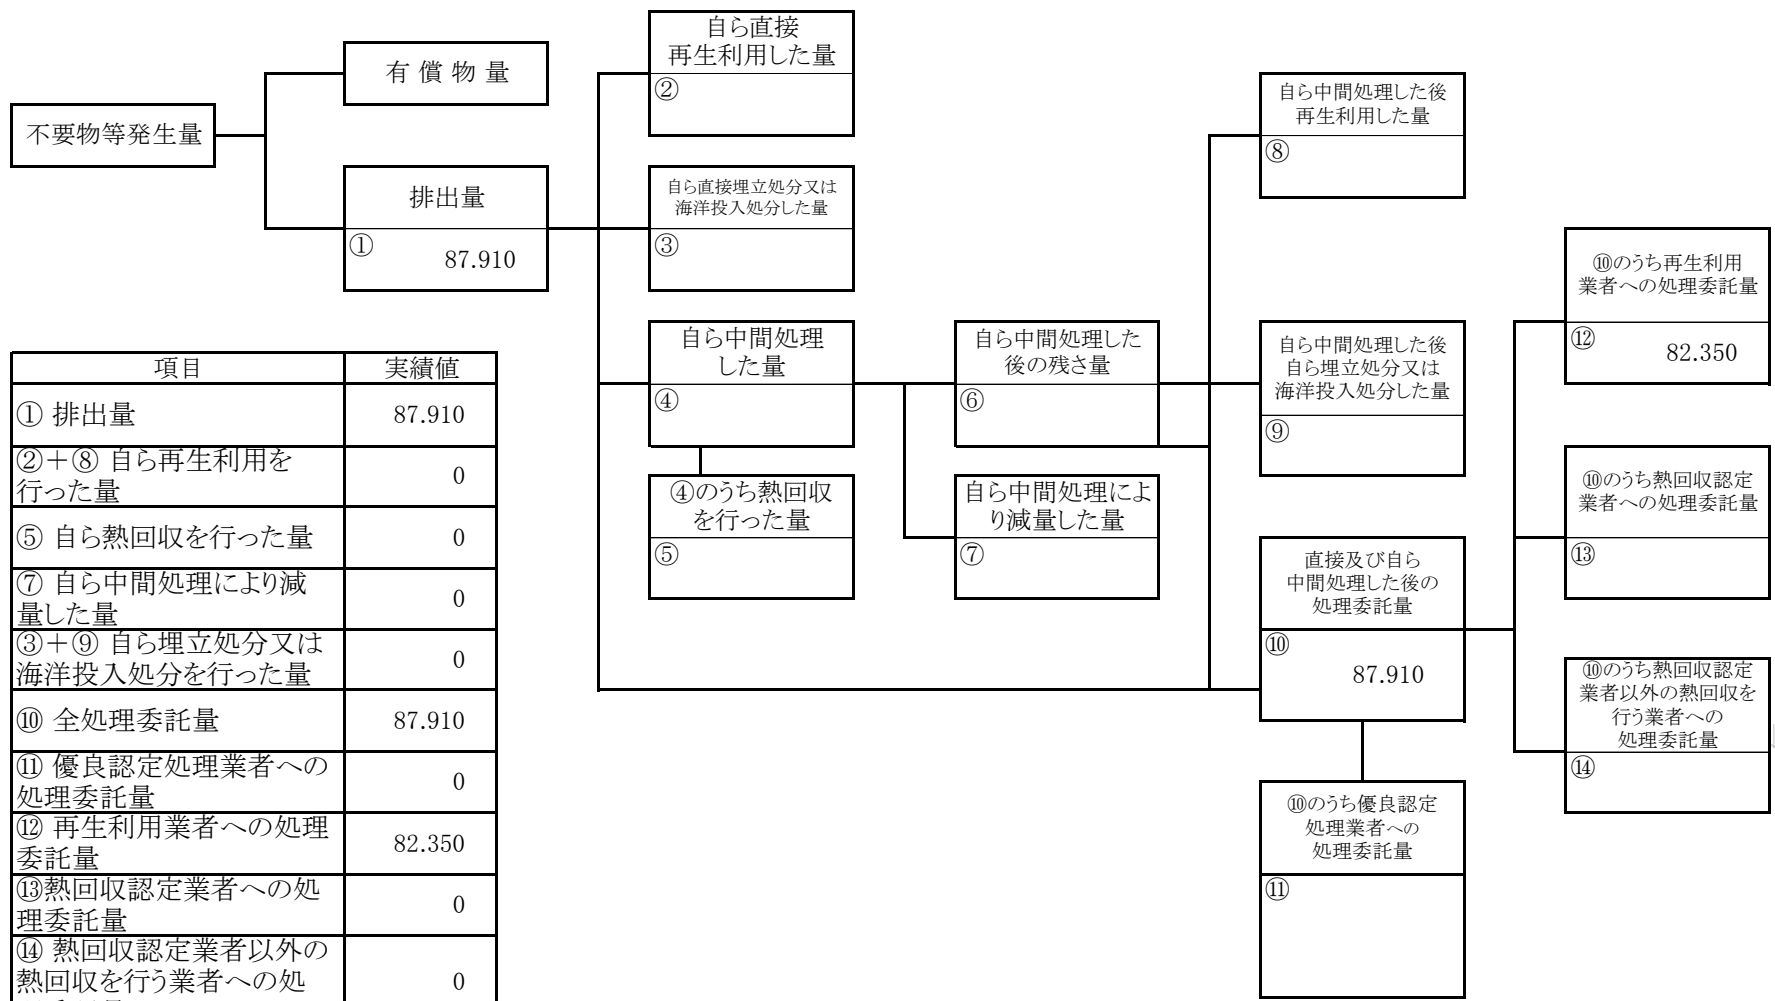 不要物等発生量
有 償 物 量
排出量
①
87.910
自ら直接
再生利用した量
②
自ら直接埋立処分又は
海洋投入処分した量
③
自ら中間処理
した量
④
④のうち熱回収
を行った量
⑤
自ら中間処理した
後の残さ量
⑥
自ら中間処理によ
り減量した量
⑦
自ら中間処理した後
再生利用した量
⑧
自ら中間処理した後
自ら埋立処分又は
海洋投入処分した量
⑨
直接及び自ら
中間処理した後の
処理委託量
⑩
87.910
⑩のうち優良認定
処理業者への
処理委託量
⑪
⑩のうち再生利用
業者への処理委託量
⑫
82.350
⑩のうち熱回収認定
業者への処理委託量
⑬
⑩のうち熱回収認定
業者以外の熱回収を
行う業者への
処理委託量
⑭
項目 実績値
① 排出量 87.910
②+⑧ 自ら再生利用を
行った量 0
⑤ 自ら熱回収を行った量 0
⑦ 自ら中間処理により減
量した量 0
③+⑨ 自ら埋立処分又は
海洋投入処分を行った量 0
⑩ 全処理委託量 87.910
⑪ 優良認定処理業者への
処理委託量 0
⑫ 再生利用業者への処理
委託量 82.350
⑬熱回収認定業者への処
理委託量 0
⑭ 熱回収認定業者以外の
熱回収を行う業者への処 0